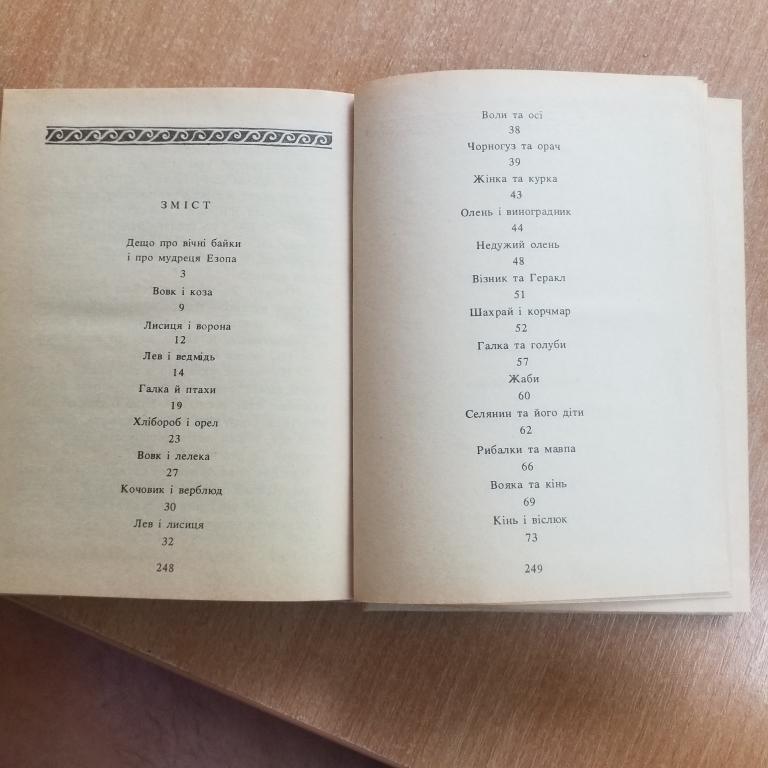 ЗМІСТ
Дещо про вічні байки
і про мудреця Езопа
3
Вовк і коза
9
Лисиця і ворона
12
Лев і ведмідь
14
Галка й птахи
19
Хлібороб і орел
23
Вовк і лелека
27
Кочовик і верблюд
30
Лев і лисиця
32
248
Воли та осі
38
Чорногуз та орач
39
Жінка та курка
43
Олень і виноградник
44
Недужий олень
48
Візник та Геракл
51
Шахрай і корчмар
52
Галка та голуби
57
Жаби
60
Селянин та його діти
62
Рибалки та мавпа
66
Вояка та кінь
69
Кінь і віслюк
73
249